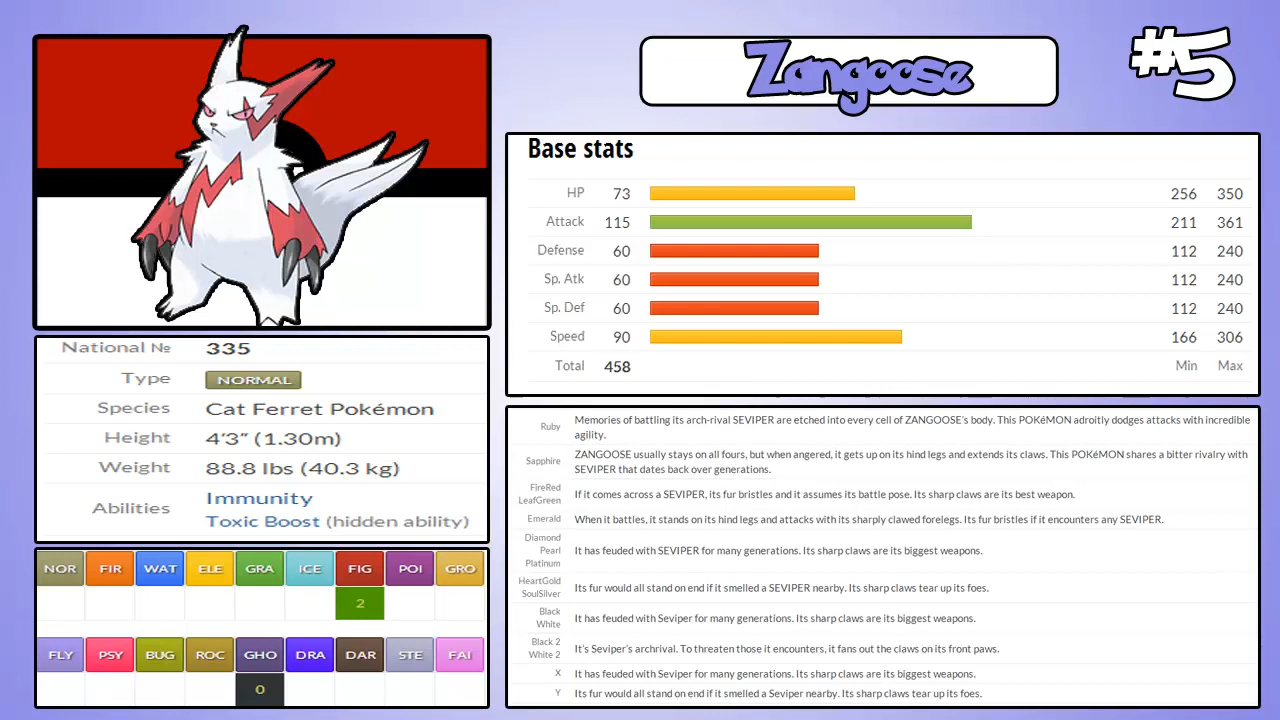 Zangoose
#5
Base stats
HP 73 256 350
Attack 115 211 361
Defense 60 112 240
Sp. Atk 60 112 240
Sp. Def 60 112 240
Speed 90 166 306
Total 458 Min Max
National № 335
Type NORMAL
Species Cat Ferret Pokémon
Height 4'3" (1.30m)
Weight 88.8 lbs (40.3 kg)
Abilities Immunity
Toxic Boost (hidden ability)
NOR FIR WAT ELE GRA ICE FIG POI GRO
2
FLY PSY BUG ROC GHO DRA DAR STE FAI
0
Ruby Memories of battling its arch-rival SEVIPER are etched into every cell of ZANGOOSE's body. This POKéMON adroitly dodges attacks with incredible
agility.
Sapphire ZANGOOSE usually stays on all fours, but when angered, it gets up on its hind legs and extends its claws. This POKéMON shares a bitter rivalry with
SEVIPER that dates back over generations.
FireRed
LeafGreen If it comes across a SEVIPER, its fur bristles and it assumes its battle pose. Its sharp claws are its best weapon.
Emerald When it battles, it stands on its hind legs and attacks with its sharply clawed forelegs. Its fur bristles if it encounters any SEVIPER.
Diamond
Pearl It has feuded with SEVIPER for many generations. Its sharp claws are its biggest weapons.
Platinum
HeartGold
SoulSilver Its fur would all stand on end if it smelled a SEVIPER nearby. Its sharp claws tear up its foes.
Black
White It has feuded with Seviper for many generations. Its sharp claws are its biggest weapons.
Black 2
White 2 It's Seviper's archrival. To threaten those it encounters, it fans out the claws on its front paws.
X It has feuded with Seviper for many generations. Its sharp claws are its biggest weapons.
Y Its fur would all stand on end if it smelled a Seviper nearby. Its sharp claws tear up its foes.